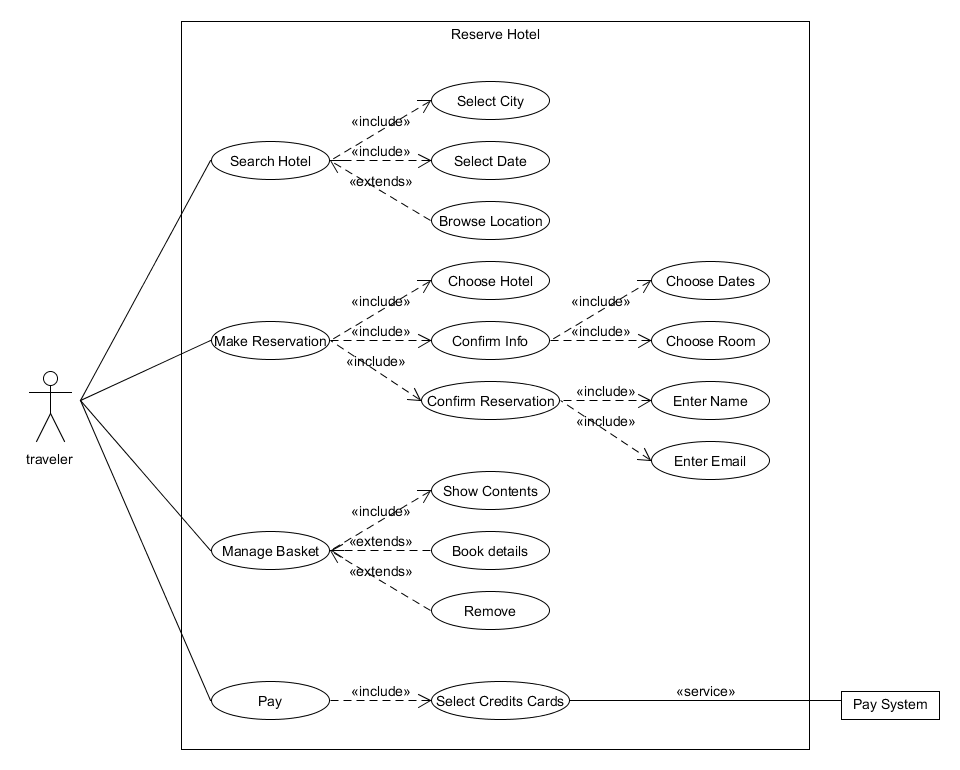 Reserve Hotel
Select City
«include»
Search Hotel
«include»
Select Date
«extends»
Browse Location
Choose Hotel
Choose Dates
«include»
«include»
Make Reservation
«include»
Confirm Info
«include»
Choose Room
«include»
Confirm Reservation
«include»
Enter Name
«include»
Enter Email
traveler
Show Contents
«include»
Manage Basket
«extends»
Book details
«extends»
Remove
Pay
«include»
Select Credits Cards
«service»
Pay System